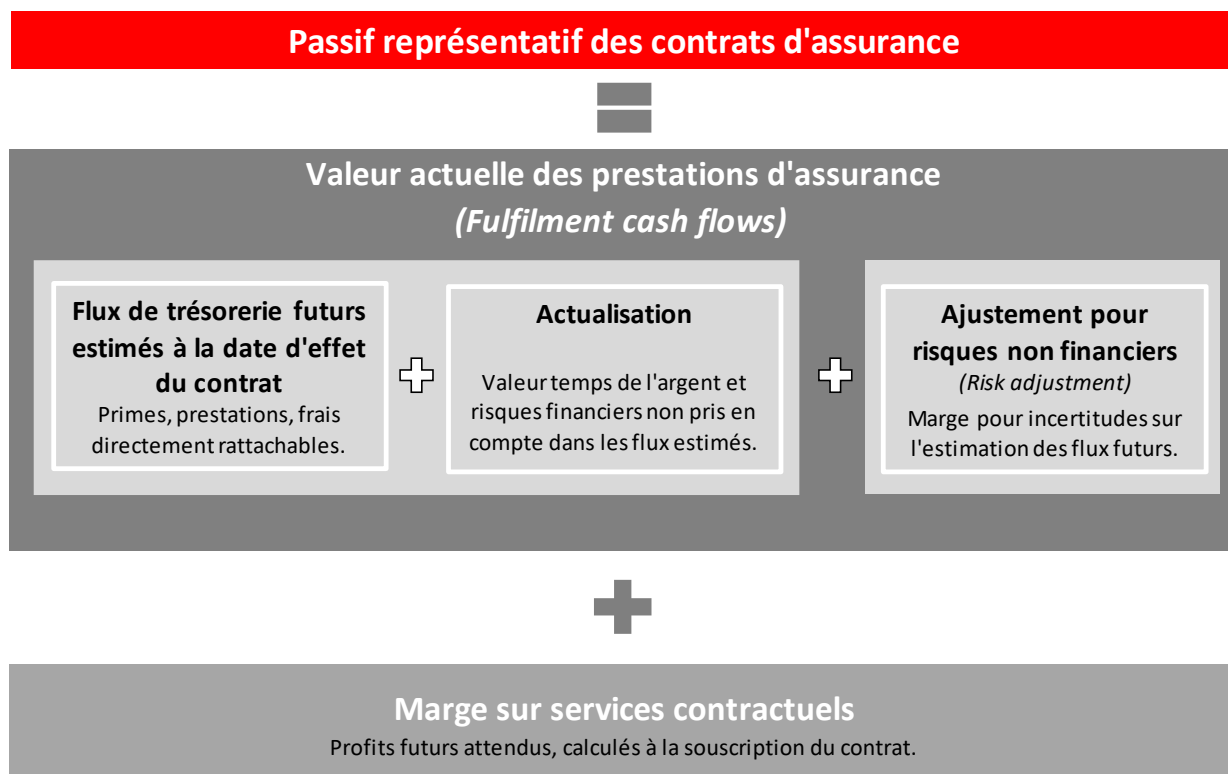 Passif représentatif des contrats d'assurance
Valeur actuelle des prestations d'assurance
(Fulfilment cash flows)
Flux de trésorerie futurs
estimés à la date d'effet
du contrat
Primes, prestations, frais
directement rattachables.
Actualisation
Valeur temps de l'argent et
risques financiers non pris en
compte dans les flux estimés.
Ajustement pour
risques non financiers
(Risk adjustment)
Marge pour incertitudes sur
l'estimation des flux futurs.
Marge sur services contractuels
Profits futurs attendus, calculés à la souscription du contrat.